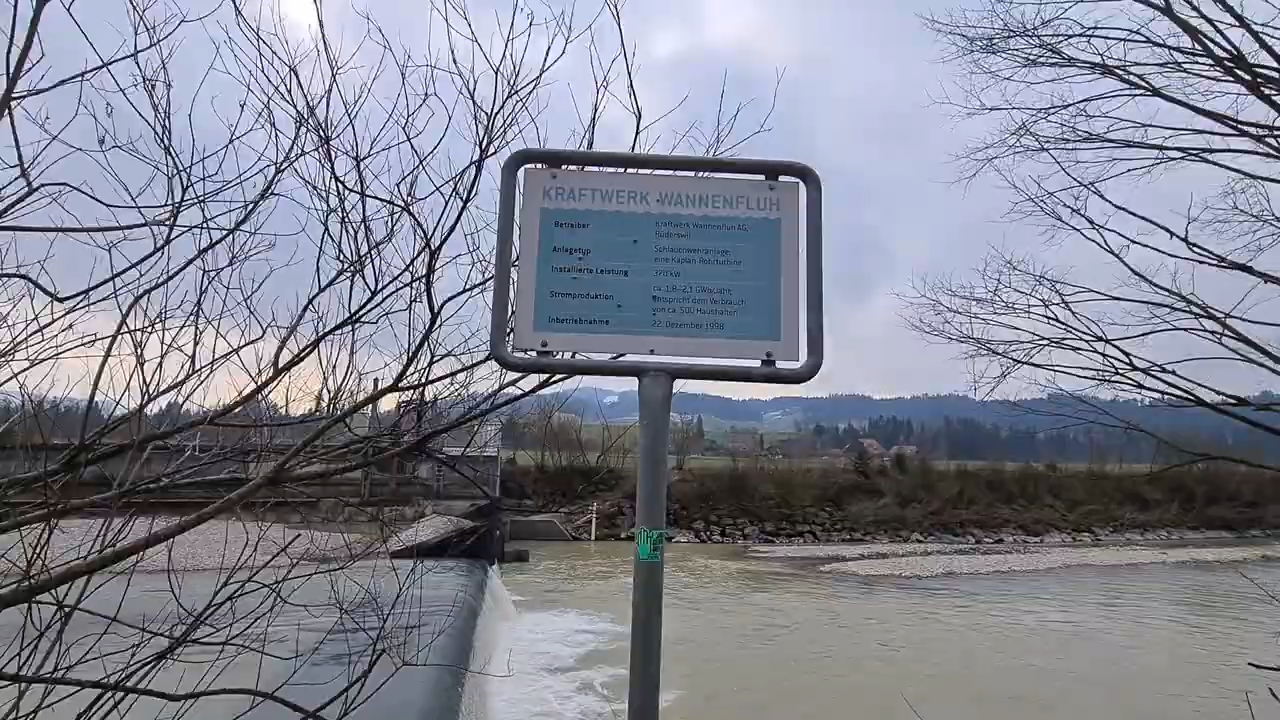 KRAFTWERK WANNENFLUH
Betreiber Kraftwerk Wannenfluh AG,
Rüderswil
Anlagetyp Schlauchwehranlage,
eine Kaplan-Rohrturbine
Installierte Leistung 320 kW
Stromproduktion ca. 1,8–2,1 GWh/Jahr,
entspricht dem Verbrauch
von ca. 500 Haushalten
Inbetriebnahme 22. Dezember 1998